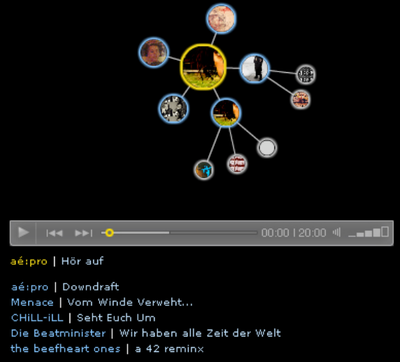 00:00 | 20:00
aé:pro | Hör auf
aé:pro | Downdraft
Menace | Vom Winde Verweht...
CHiLL-iLL | Seht Euch Um
Die Beatminister | Wir haben alle Zeit der Welt
the beefheart ones | a 42 reminx